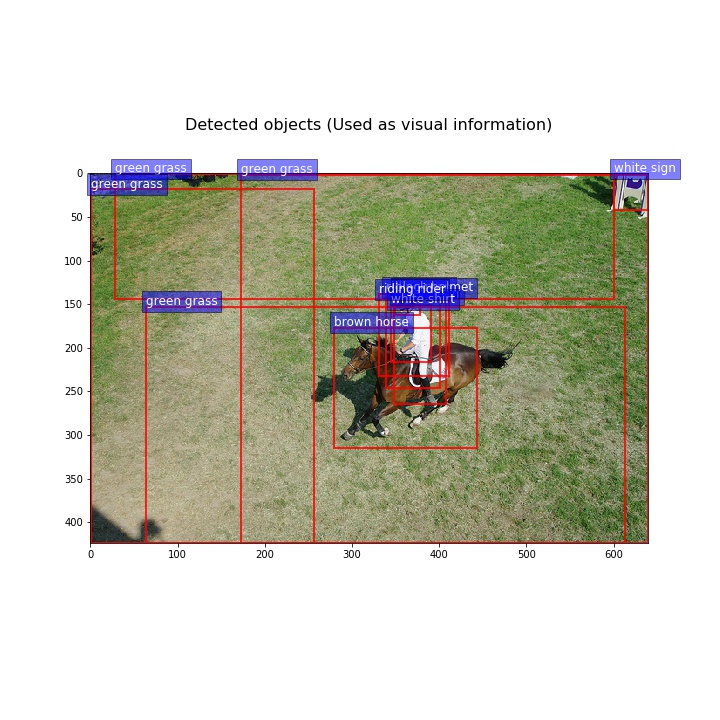 Detected objects (Used as visual information)
green grass
green grass
white sign
green grass
green grass
riding rider
white shirt
brown horse
0
50
100
150
200
250
300
350
400
0
100
200
300
400
500
600